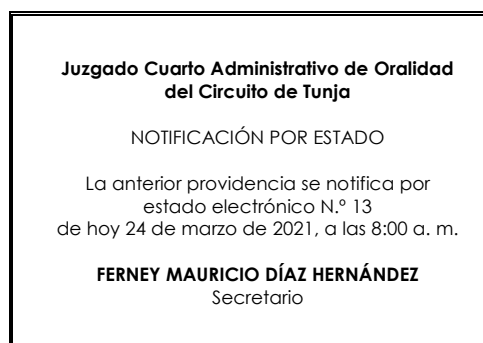 Juzgado Cuarto Administrativo de Oralidad
del Circuito de Tunja
NOTIFICACIÓN POR ESTADO
La anterior providencia se notifica por
estado electrónico N.º 13
de hoy 24 de marzo de 2021, a las 8:00 a. m.
FERNEY MAURICIO DÍAZ HERNÁNDEZ
Secretario